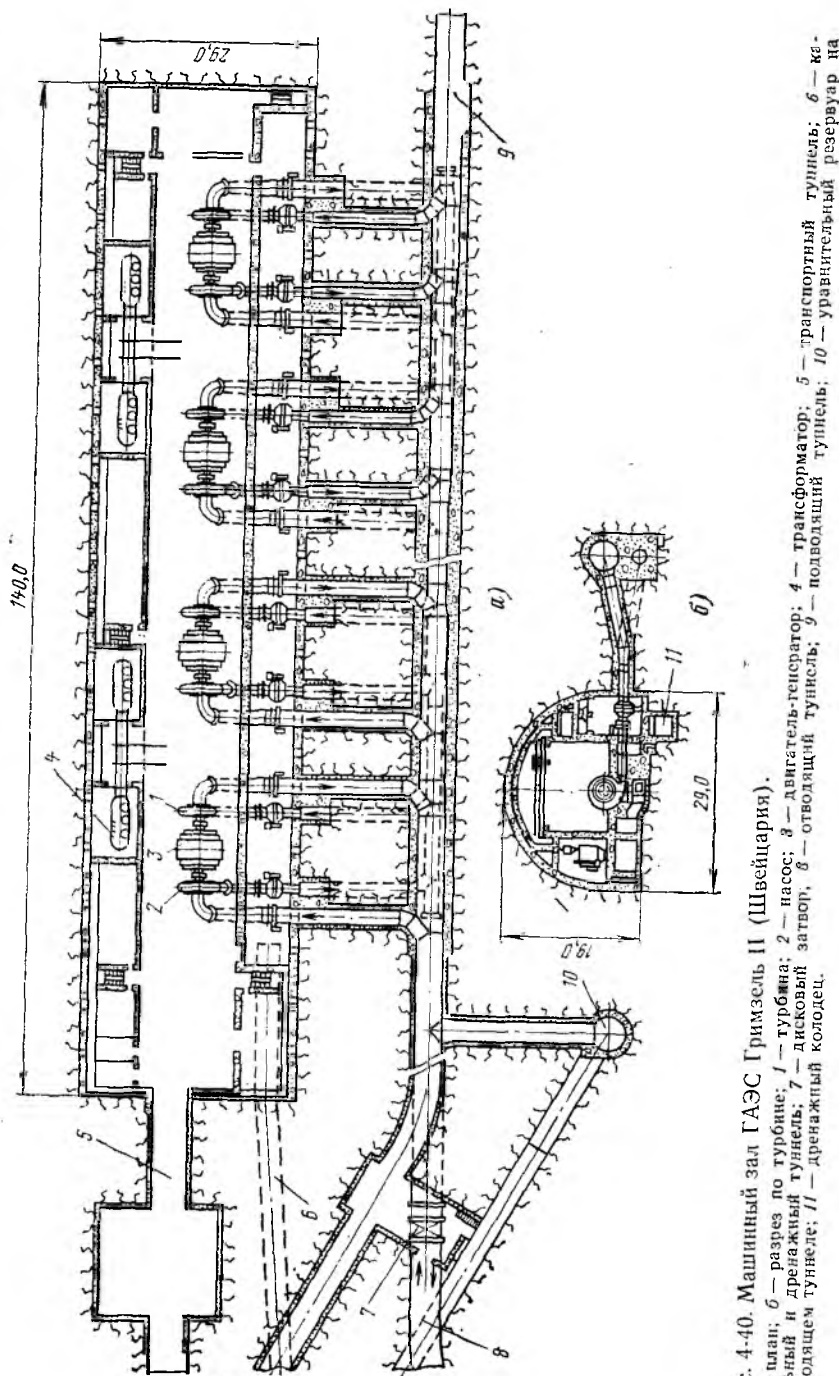 140,0
29,0
4
1
3
2
5
6
7
8
9
10
а)
19,0
29,0
11
б)
с. 4-40. Машинный зал ГАЭС Гримзель II (Швейцария).
план; б — разрез по турбине; 1 — турбина; 2 — насос; 3 — двигатель-генератор; 4 — трансформатор; 5 — транспортный туннель; 6 — ка-
ьный и дренажный туннель; 7 — дисковый затвор; 8 — отводящий туннель; 9 — подводящий туннель; 10 — уравнительный резервуар на
одящем туннеле; 11 — дренажный колодец.